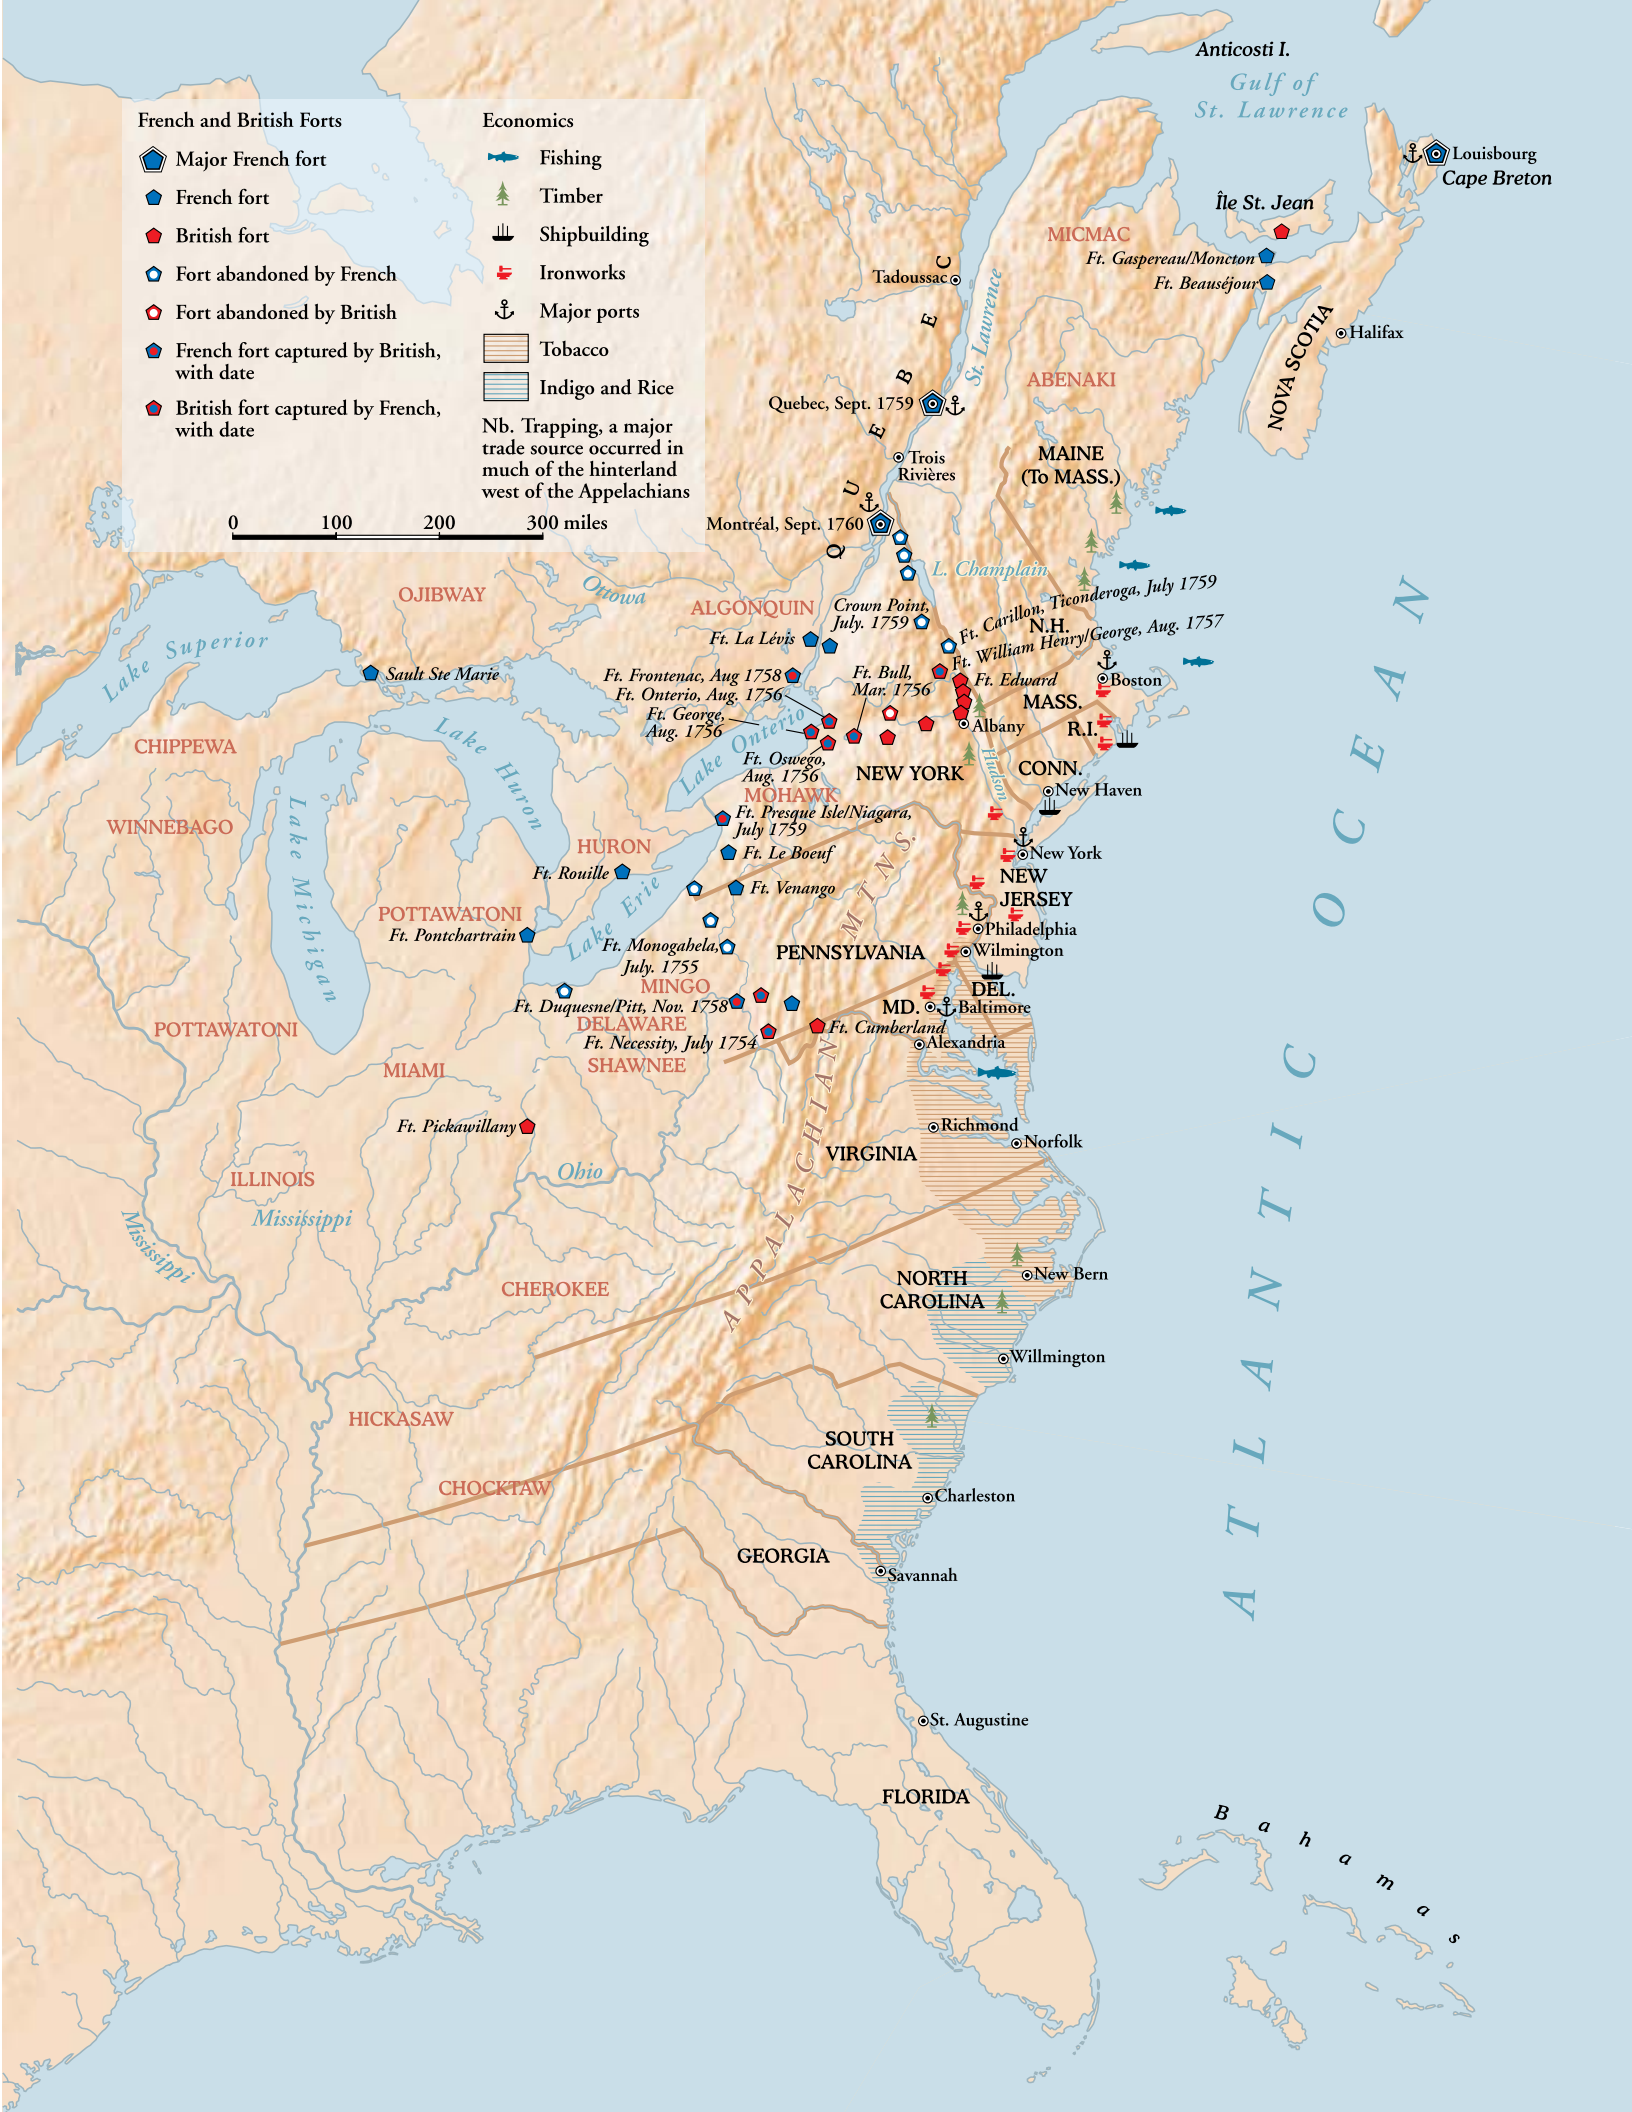 French and British Forts
Major French fort
French fort
British fort
Fort abandoned by French
Fort abandoned by British
French fort captured by British,
with date
British fort captured by French,
with date
Economics
Fishing
Timber
Shipbuilding
Ironworks
Major ports
Tobacco
Indigo and Rice
Nb. Trapping, a major
trade source occurred in
much of the hinterland
west of the Appelachians
0 100 200 300 miles
Anticosti I.
Gulf of
St. Lawrence
Louisbourg
Cape Breton
Île St. Jean
MICMAC
Ft. Gaspereau/Moncton
Ft. Beauséjour
Halifax
NOVA SCOTIA
Tadoussac
St. Lawrence
QUEBEC
ABENAKI
Quebec, Sept. 1759
Trois
Rivières
MAINE
(To MASS.)
Montréal, Sept. 1760
L. Champlain
Ottowa
OJIBWAY
ALGONQUIN
Crown Point,
July. 1759
Ft. Carillon, Ticonderoga, July 1759
N.H.
Ft. William Henry/George, Aug. 1757
Ft. La Lévis
Lake Superior
Sault Ste Marie
Ft. Frontenac, Aug 1758
Ft. Onterio, Aug. 1756
Ft. George,
Aug. 1756
Ft. Bull,
Mar. 1756
Ft. Edward
Boston
MASS.
R.I.
Albany
Lake Onterio
Ft. Oswego,
Aug. 1756
NEW YORK
Hudson
CONN.
New Haven
CHIPPEWA
Lake Huron
MOHAWK
Ft. Presque Isle/Niagara,
July 1759
WINNEBAGO
Lake Michigan
HURON
Ft. Le Boeuf
New York
Ft. Rouille
Ft. Venango
NEW
JERSEY
Lake Erie
POTTAWATONI
Ft. Pontchartrain
Philadelphia
Ft. Monogahela,
July. 1755
PENNSYLVANIA
Wilmington
MINGO
DEL.
Ft. Duquesne/Pitt, Nov. 1758
MD.
Baltimore
POTTAWATONI
DELAWARE
Ft. Cumberland
Ft. Necessity, July 1754
Alexandria
SHAWNEE
MIAMI
APPALACHIAN MTNS.
Ft. Pickawillany
Richmond
Norfolk
VIRGINIA
Ohio
ILLINOIS
Mississippi
Mississippi
CHEROKEE
NORTH
CAROLINA
New Bern
Willmington
HICKASAW
SOUTH
CAROLINA
CHOCKTAW
Charleston
GEORGIA
Savannah
St. Augustine
FLORIDA
Bahamas
ATLANTIC OCEAN